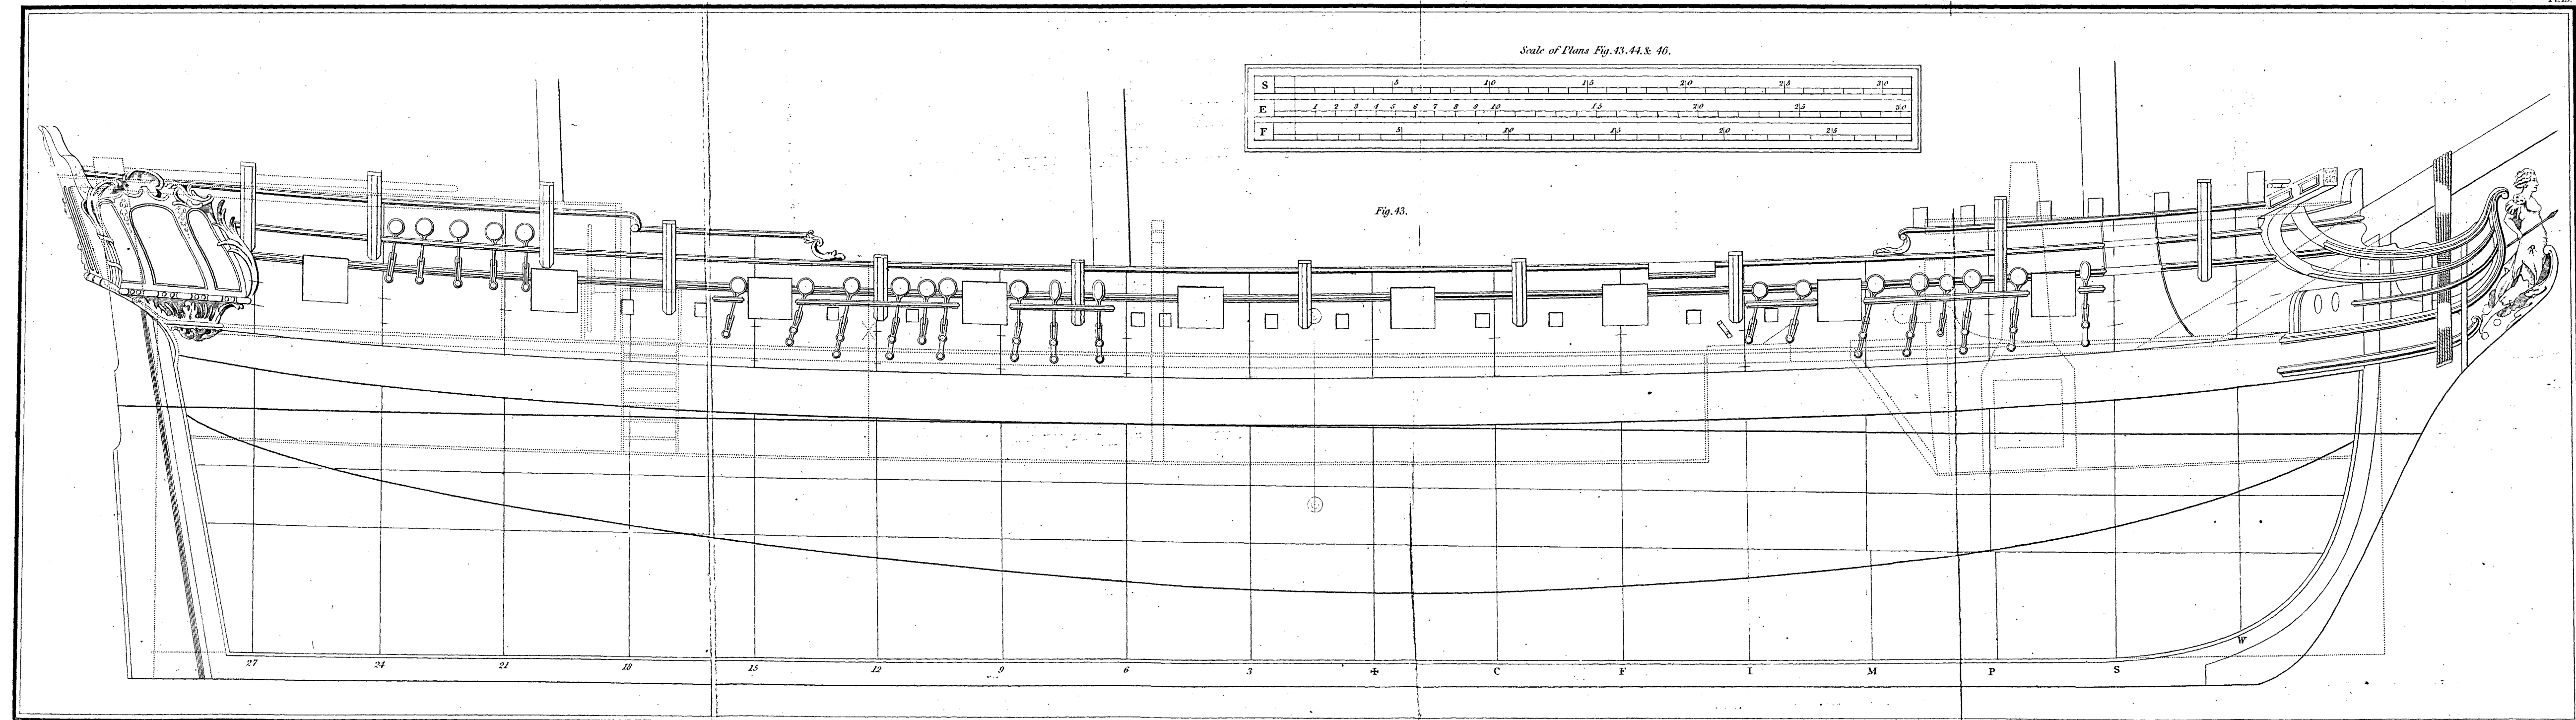 Scale of Plans Fig. 43. 44. & 46.
S 5 10 15 20 25 30
E 1 2 3 4 5 6 7 8 9 10 15 20 25 30
F 5 10 15 20 25
Fig. 43.
W
27 24 21 18 15 12 9 6 3 ✠ C F I M P S